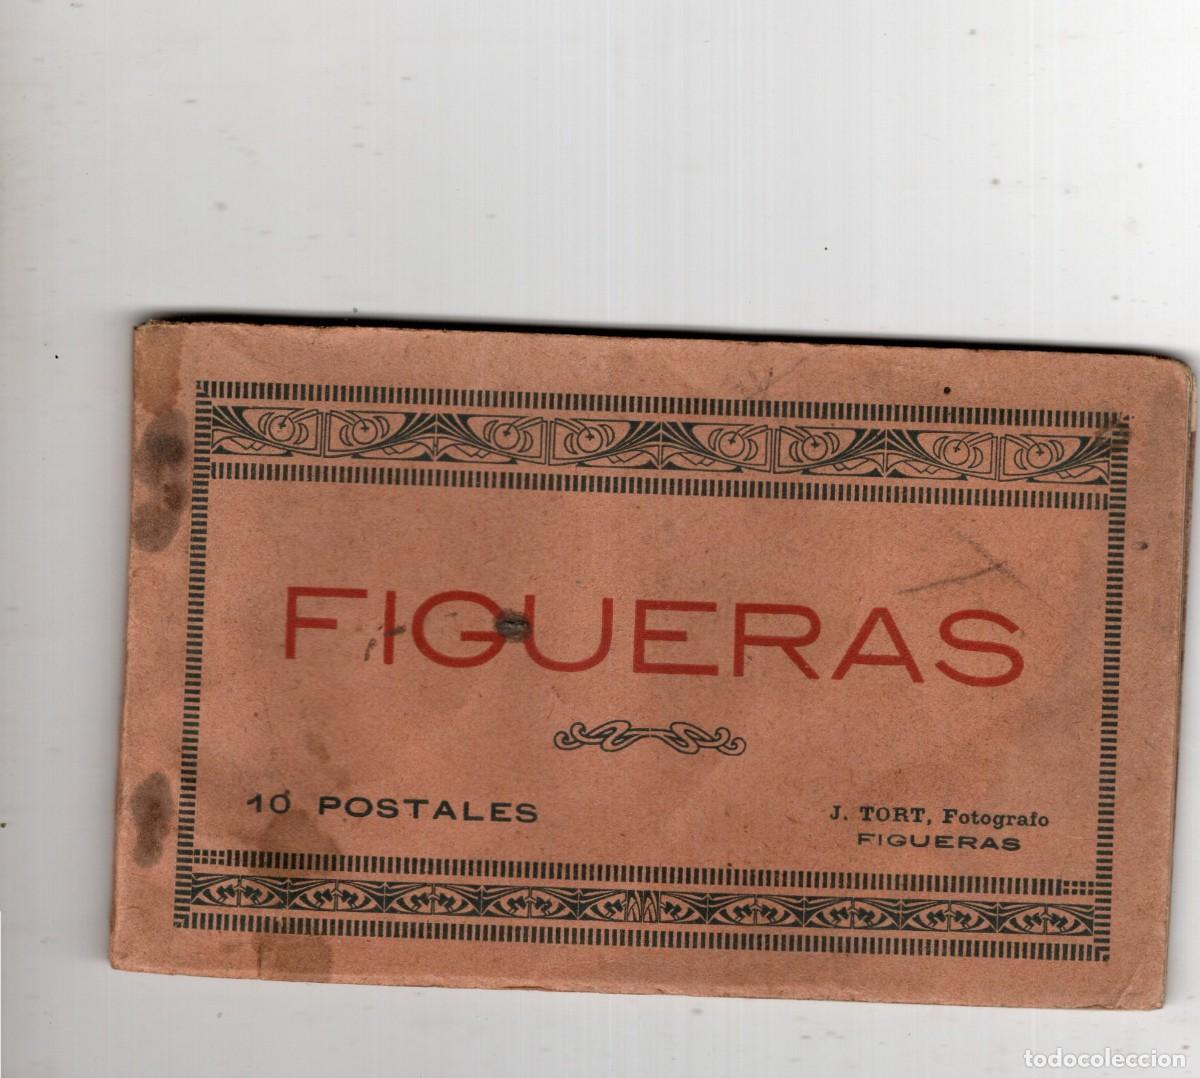 FIGUERAS
10 POSTALES
J. TORT, Fotografo
FIGUERAS
todocoleccion